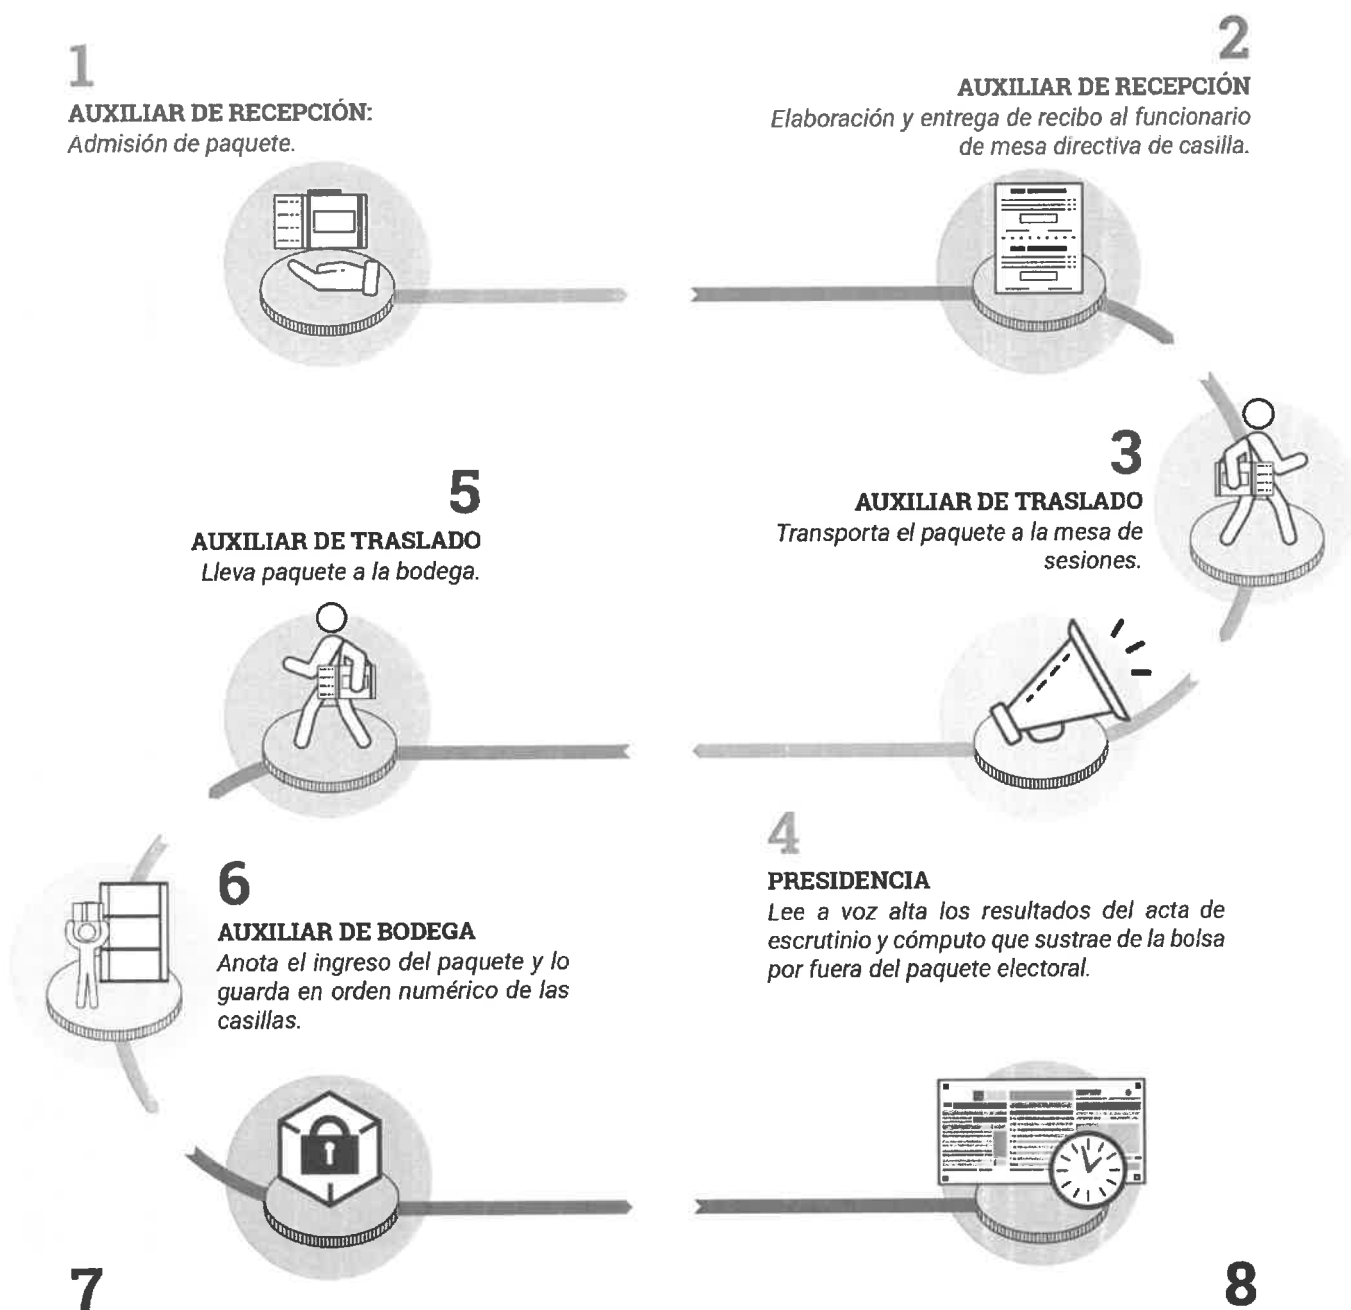 1
AUXILIAR DE RECEPCIÓN:
Admisión de paquete.
2
AUXILIAR DE RECEPCIÓN
Elaboración y entrega de recibo al funcionario
de mesa directiva de casilla.
3
AUXILIAR DE TRASLADO
Transporta el paquete a la mesa de
sesiones.
4
PRESIDENCIA
Lee a voz alta los resultados del acta de
escrutinio y cómputo que sustrae de la bolsa
por fuera del paquete electoral.
5
AUXILIAR DE TRASLADO
Lleva paquete a la bodega.
6
AUXILIAR DE BODEGA
Anota el ingreso del paquete y lo
guarda en orden numérico de las
casillas.
7
8